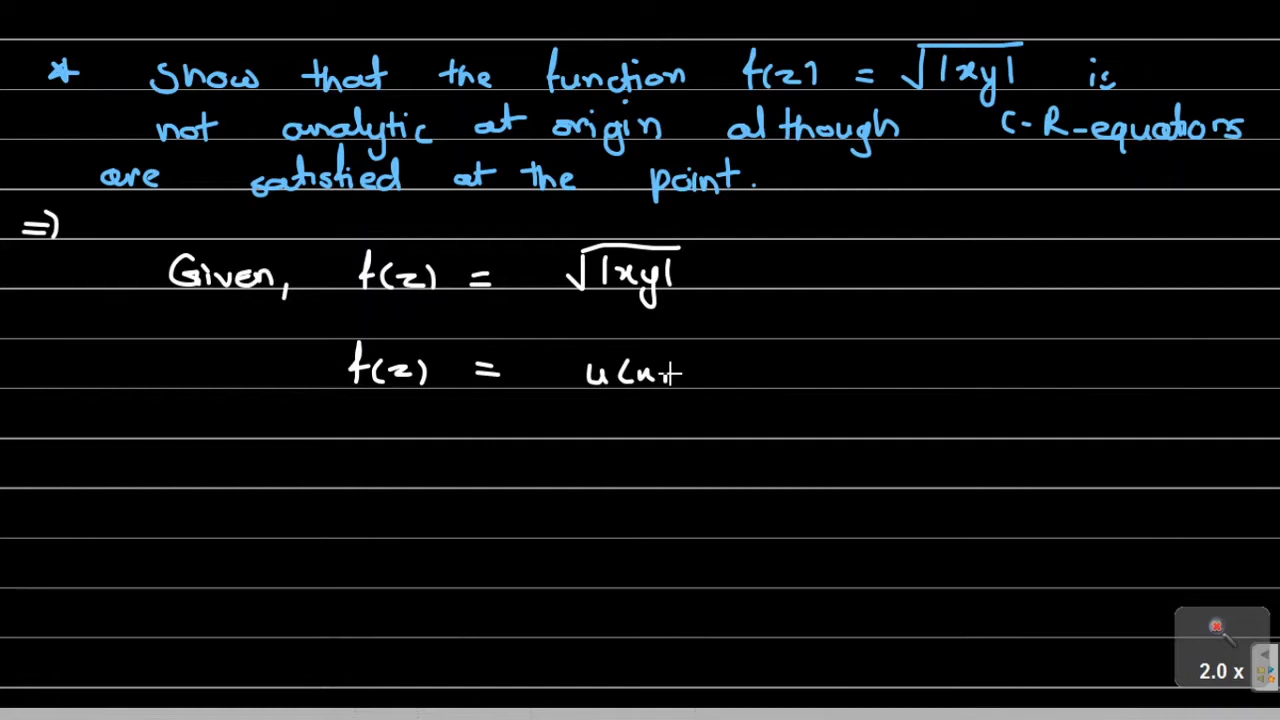 * Show that the function f(z) = √|xy| is
not analytic at origin although C-R-equations
are satisfied at the point.
⇒
Given, f(z) = √|xy|
f(z) = u(x,
2.0 x